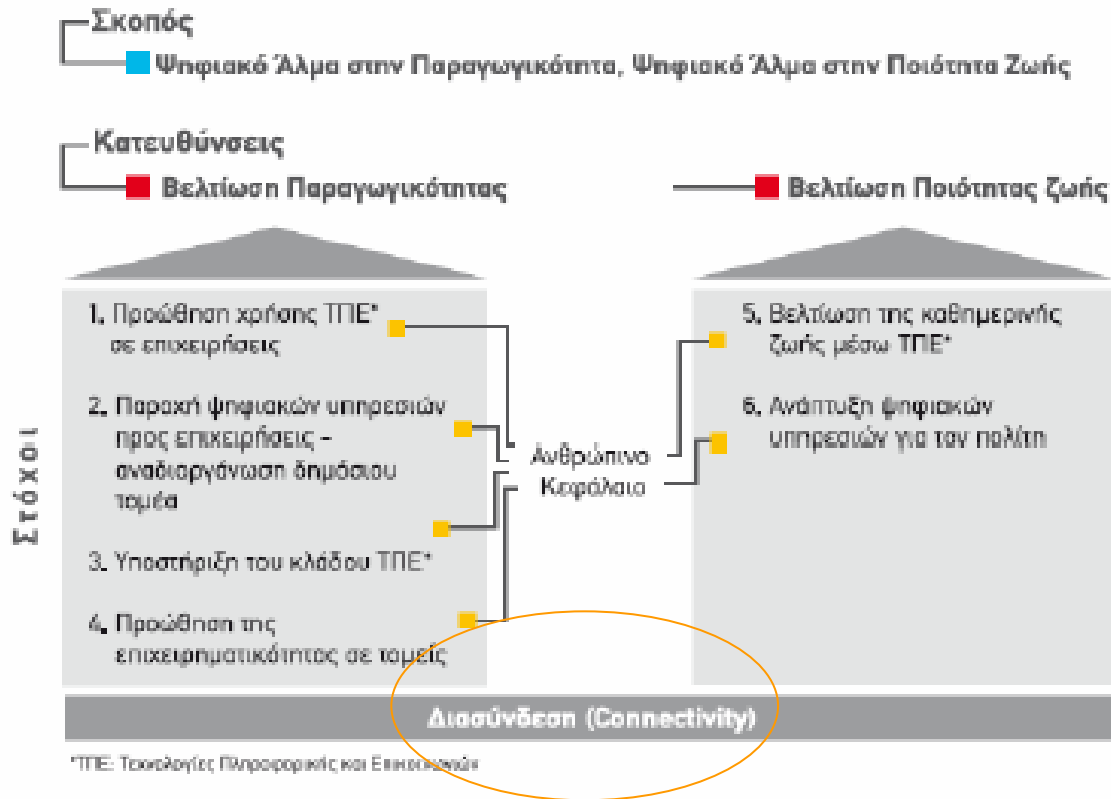 Σκοπός
Ψηφιακό Άλμα στην Παραγωγικότητα, Ψηφιακό Άλμα στην Ποιότητα Ζωής
Κατευθύνσεις
Βελτίωση Παραγωγικότητας
Βελτίωση Ποιότητας ζωής
Στόχοι
1. Προώθηση χρήσης ΤΠΕ*
σε επιχειρήσεις
2. Παροχή ψηφιακών υπηρεσιών
προς επιχειρήσεις –
αναδιοργάνωση δημόσιου
τομέα
3. Υποστήριξη του κλάδου ΤΠΕ*
4. Προώθηση της
επιχειρηματικότητας σε τομείς
Ανθρώπινο
Κεφάλαιο
5. Βελτίωση της καθημερινής
ζωής μέσω ΤΠΕ*
6. Ανάπτυξη ψηφιακών
υπηρεσιών για τον πολίτη
Διασύνδεση (Connectivity)
*ΤΠΕ: Τεχνολογίες Πληροφορικής και Επικοινωνιών